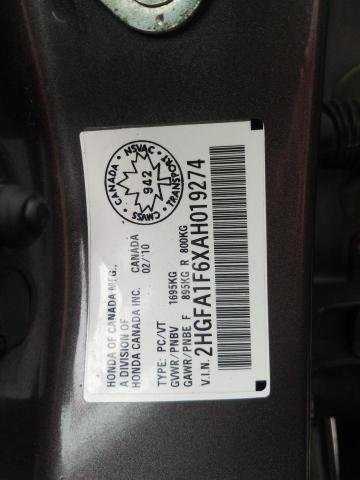 HONDA OF CANADA MFG.,
A DIVISION OF
HONDA CANADA INC. CANADA
02/'10
TYPE: PC/VT
GVWR/PNBV 1695KG
GAWR/PNBE F 895KG R 800KG
V.I.N. 2HGFA1F6XAH019274
CANADA · NSVAC · TRANSPORT · CMVSS
942